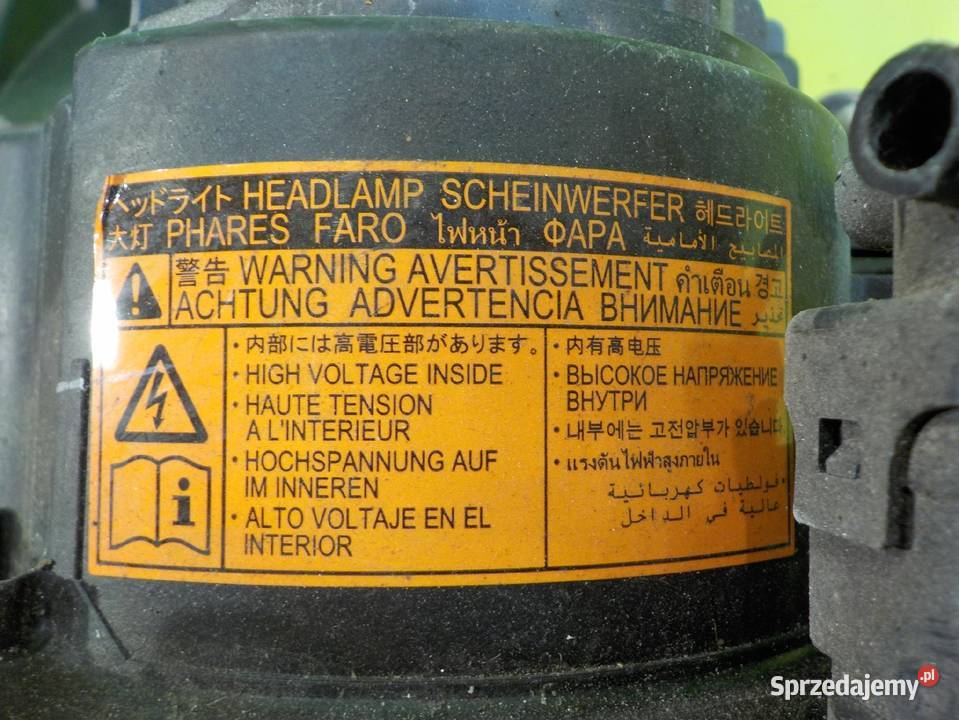 ヘッドライト HEADLAMP SCHEINWERFER 헤드라이트
大灯 PHARES FARO ไฟหน้า ФАРА المصابيح الأمامية
警告 WARNING AVERTISSEMENT คำเตือน 경고
ACHTUNG ADVERTENCIA ВНИМАНИЕ تحذير
・内部には高電圧部があります。
・HIGH VOLTAGE INSIDE
・HAUTE TENSION
A L'INTERIEUR
・HOCHSPANNUNG AUF
IM INNEREN
・ALTO VOLTAJE EN EL
INTERIOR
・内有高电压
・ВЫСОКОЕ НАПРЯЖЕНИЕ
ВНУТРИ
・내부에는 고전압부가 있습니다
・แรงดันไฟฟ้าสูงภายใน
・فولطيات كهربائية
عالية في الداخل
Sprzedajemy.pl